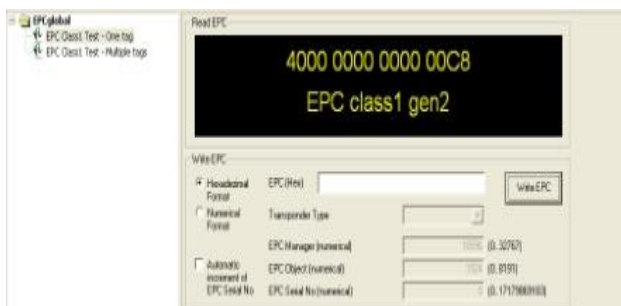 EPCglobal
EPC Class1 Test - One tag
EPC Class1 Test - Multiple tags
Read EPC
4000 0000 0000 00C8
EPC class1 gen2
Write EPC
Hexadecimal Format
EPC (Hex)
Write EPC
Numerical Format
Transponder Type
EPC Manager (numerical)
(0..32767)
Automatic increment of EPC Serial No
EPC Object (numerical)
(0..8191)
EPC Serial No (numerical)